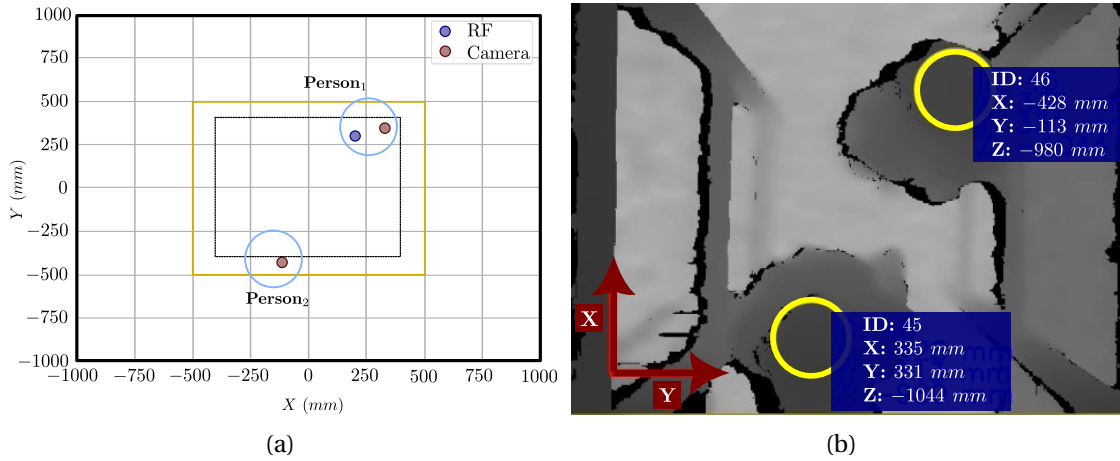 1000
750
500
250
0
−250
−500
−750
−1000
Y (mm)
−1000 −750 −500 −250 0 250 500 750 1000
X (mm)
RF
Camera
Person1
Person2
(a)
ID: 46
X: −428 mm
Y: −113 mm
Z: −980 mm
ID: 45
X: 335 mm
Y: 331 mm
Z: −1044 mm
X
Y
(b)